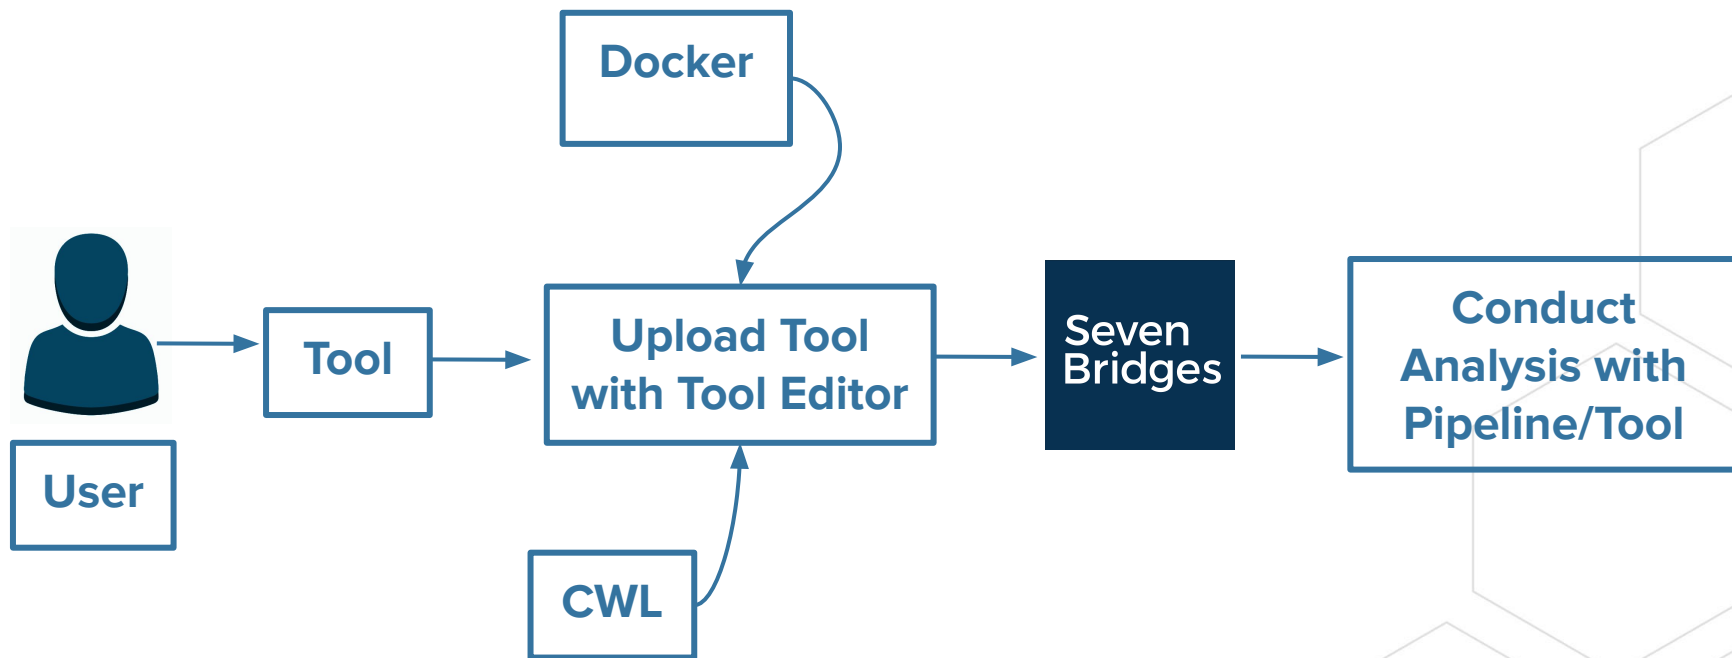 Docker
User
Tool
Upload Tool
with Tool Editor
CWL
Seven
Bridges
Conduct
Analysis with
Pipeline/Tool